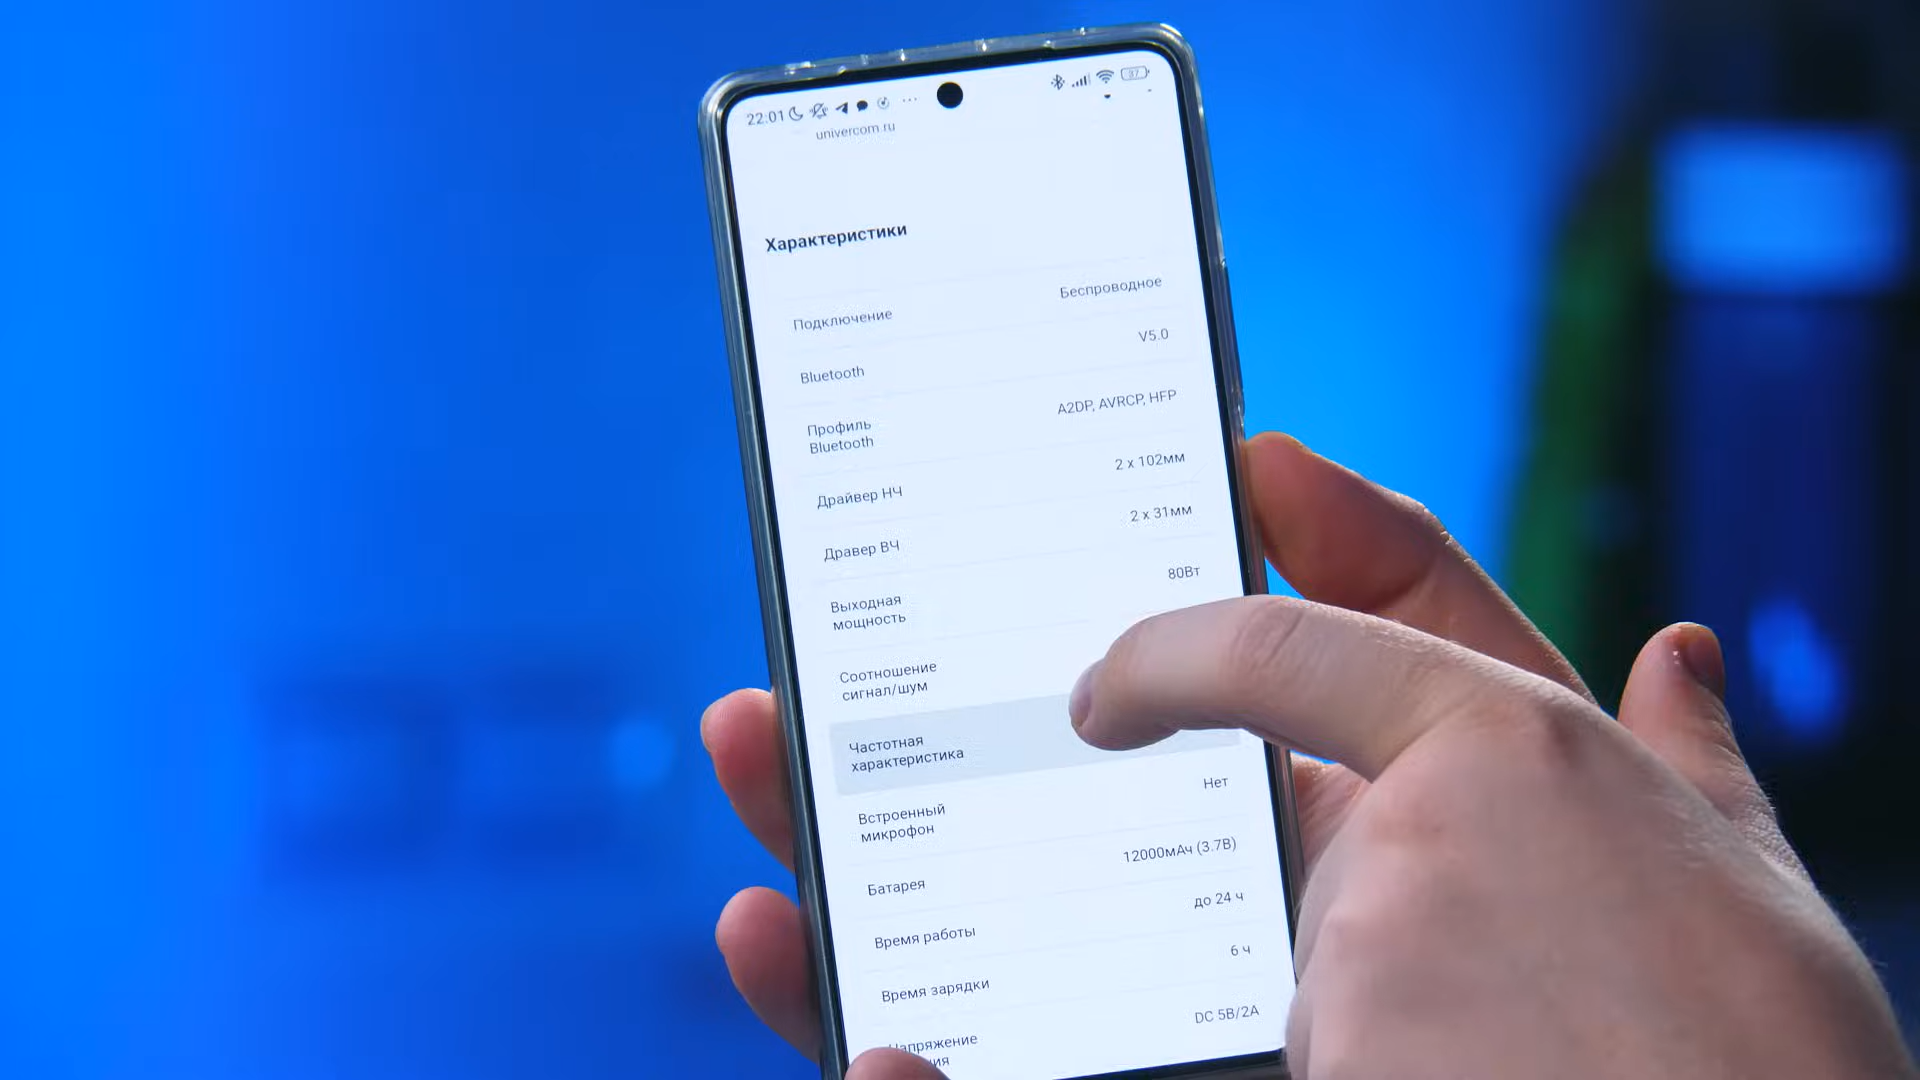 22:01
37
univercom.ru
Характеристики
Подключение
Беспроводное
Bluetooth
V5.0
Профиль
Bluetooth
A2DP, AVRCP, HFP
Драйвер НЧ
2 x 102мм
Дравер ВЧ
2 x 31мм
Выходная
мощность
80Вт
Соотношение
сигнал/шум
Частотная
характеристика
Встроенный
микрофон
Нет
Батарея
12000мАч (3.7В)
Время работы
до 24 ч
Время зарядки
6 ч
Напряжение
DC 5В/2А